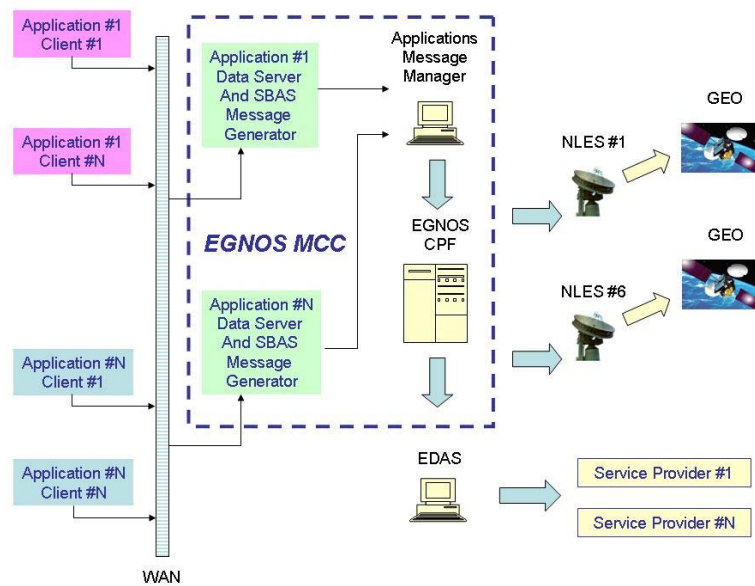 Application #1
Client #1
Application #1
Client #N
Application #N
Client #1
Application #N
Client #N
WAN
Application #1
Data Server
And SBAS
Message
Generator
EGNOS MCC
Application #N
Data Server
And SBAS
Message
Generator
Applications
Message
Manager
EGNOS
CPF
EDAS
NLES #1
GEO
NLES #6
GEO
Service Provider #1
Service Provider #N